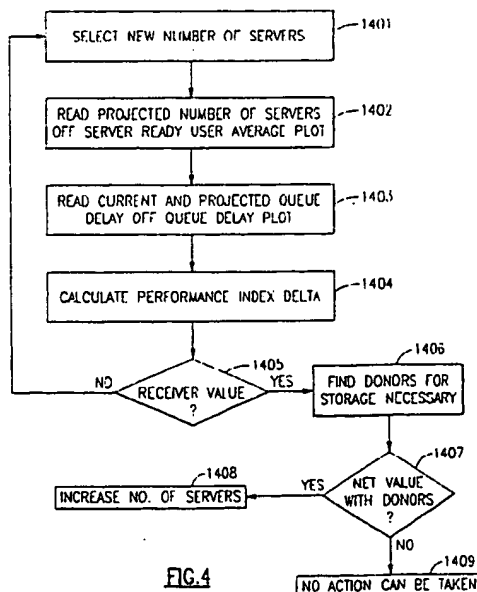 SELECT NEW NUMBER OF SERVERS
1401
READ PROJECTED NUMBER OF SERVERS
OFF SERVER READY USER AVERAGE PLOT
1402
READ CURRENT AND PROJECTED QUEUE
DELAY OFF QUEUE DELAY PLOT
1403
CALCULATE PERFORMANCE INDEX DELTA
1404
1405
RECEIVER VALUE
?
NO
YES
1406
FIND DONORS FOR
STORAGE NECESSARY
1407
NET VALUE
WITH DONORS
?
YES
NO
1408
INCREASE NO. OF SERVERS
1409
NO ACTION CAN BE TAKEN
FIG.4